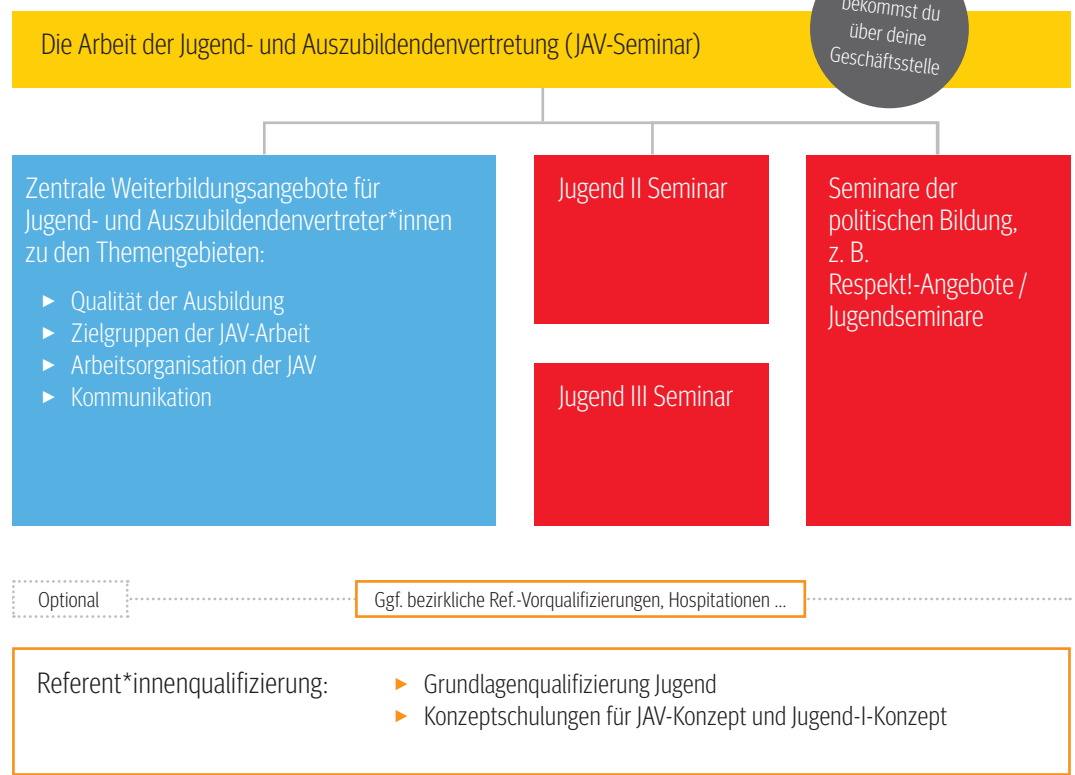 bekommst du
über deine
Geschäftsstelle
Die Arbeit der Jugend- und Auszubildendenvertretung (JAV-Seminar)
Zentrale Weiterbildungsangebote für
Jugend- und Auszubildendenvertreter*innen
zu den Themengebieten:
► Qualität der Ausbildung
► Zielgruppen der JAV-Arbeit
► Arbeitsorganisation der JAV
► Kommunikation
Jugend II Seminar
Jugend III Seminar
Seminare der
politischen Bildung,
z. B.
Respekt!-Angebote /
Jugendseminare
Optional
Ggf. bezirkliche Ref.-Vorqualifizierungen, Hospitationen ...
Referent*innenqualifizierung:
► Grundlagenqualifizierung Jugend
► Konzeptschulungen für JAV-Konzept und Jugend-I-Konzept